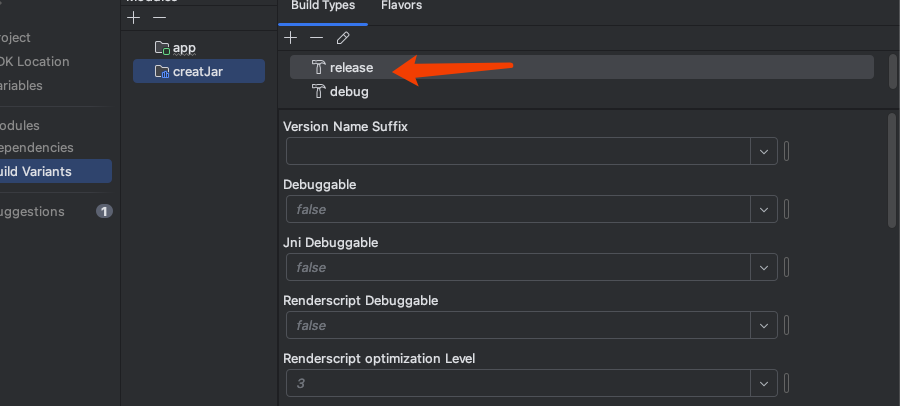 Build Types
Flavors
app
creatJar
release
debug
Version Name Suffix
Debuggable
false
Jni Debuggable
false
Renderscript Debuggable
false
Renderscript optimization Level
3
roject
DK Location
ariables
odules
ependencies
uild Variants
uggestions
1